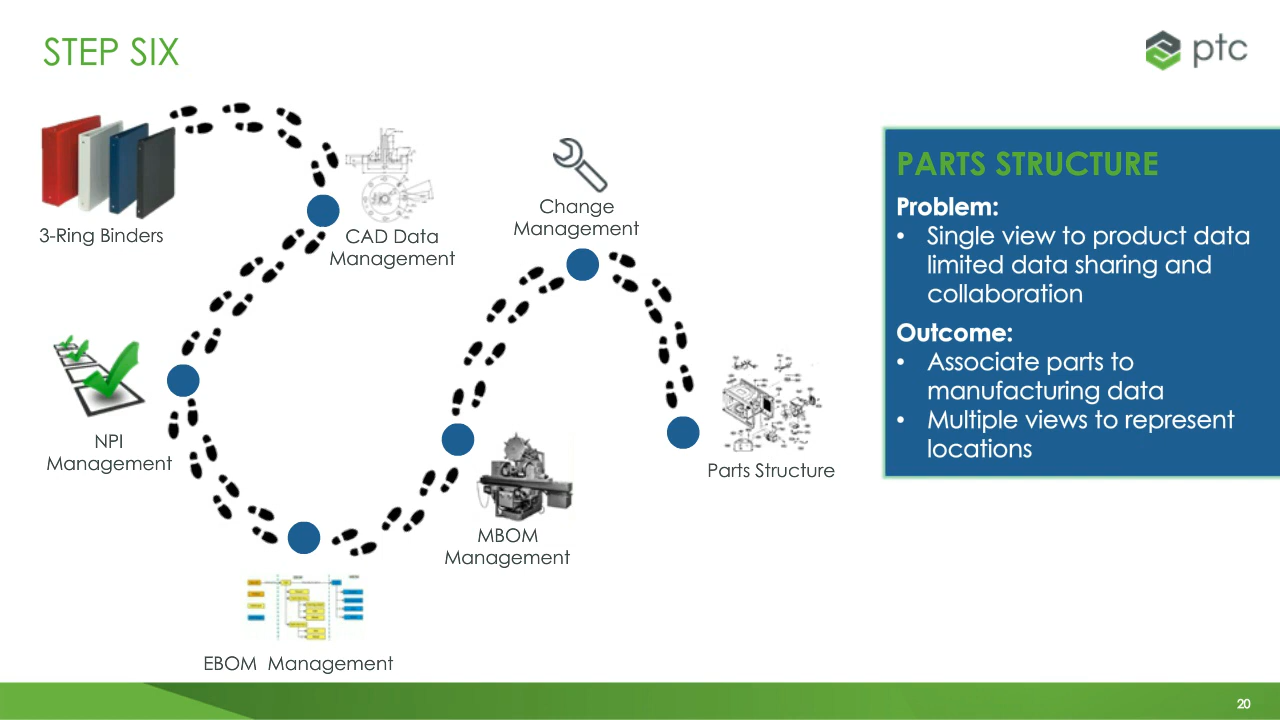 STEP SIX
ptc
3-Ring Binders
CAD Data
Management
Change
Management
NPI
Management
EBOM  Management
MBOM
Management
Parts Structure
PARTS STRUCTURE
Problem:
• Single view to product data
limited data sharing and
collaboration
Outcome:
• Associate parts to
manufacturing data
• Multiple views to represent
locations
20